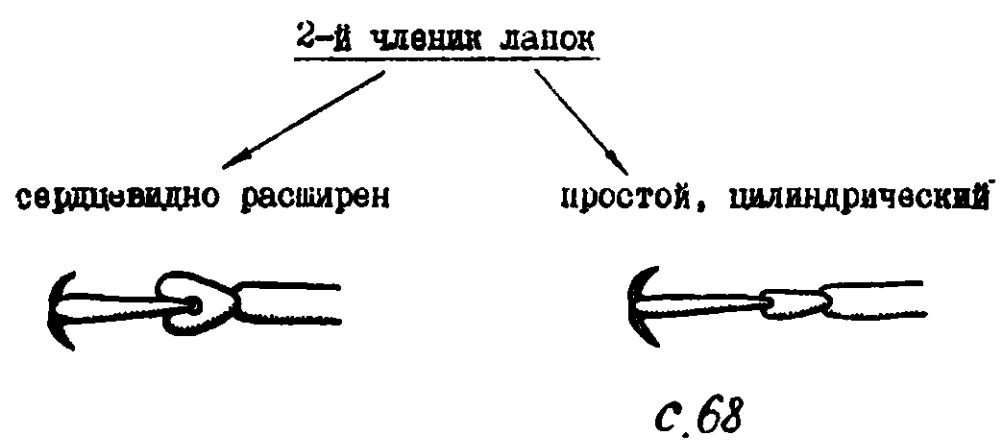 2-й членик лапок
сердцевидно расширен
простой, цилиндрический
с. 68